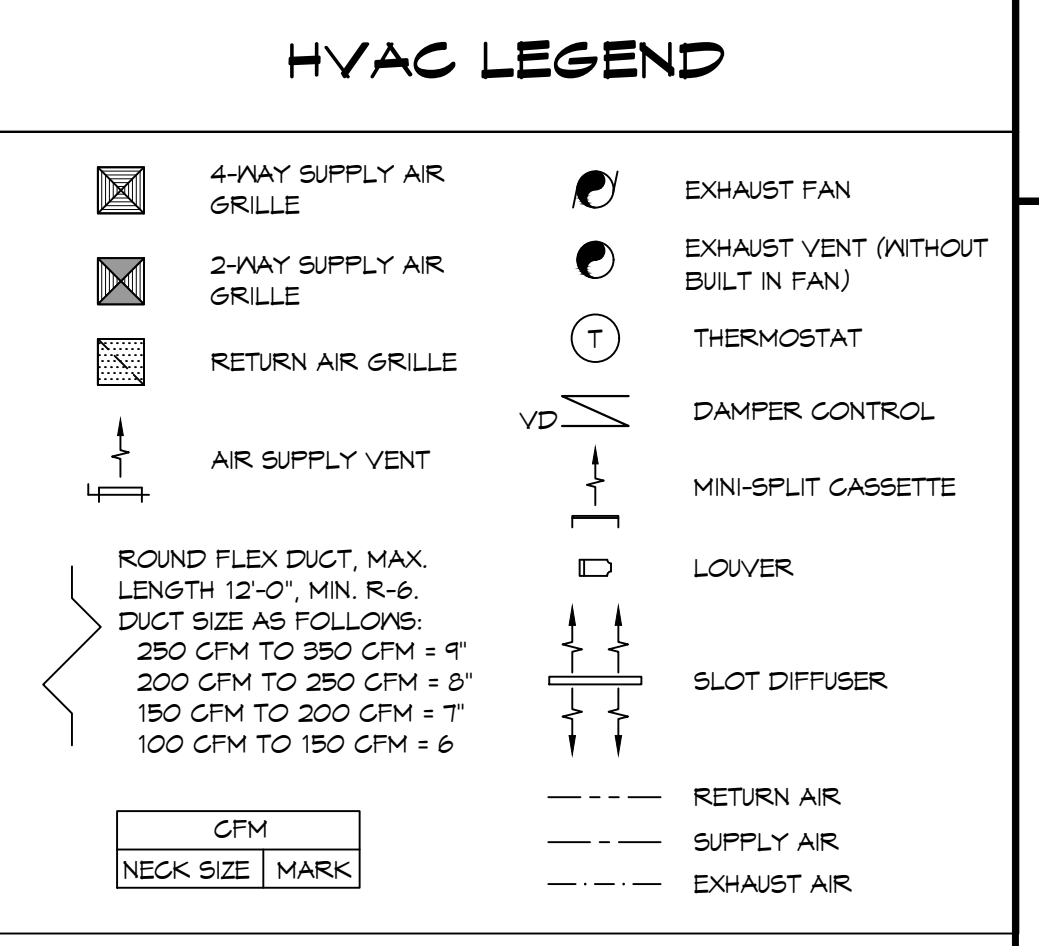 HVAC LEGEND
4-WAY SUPPLY AIR
GRILLE
2-WAY SUPPLY AIR
GRILLE
RETURN AIR GRILLE
AIR SUPPLY VENT
ROUND FLEX DUCT, MAX.
LENGTH 12'-0", MIN. R-6.
DUCT SIZE AS FOLLOWS:
250 CFM TO 350 CFM = 9"
200 CFM TO 250 CFM = 8"
150 CFM TO 200 CFM = 7"
100 CFM TO 150 CFM = 6
CFM
NECK SIZE MARK
EXHAUST FAN
EXHAUST VENT (WITHOUT
BUILT IN FAN)
T THERMOSTAT
VD DAMPER CONTROL
MINI-SPLIT CASSETTE
LOUVER
SLOT DIFFUSER
RETURN AIR
SUPPLY AIR
EXHAUST AIR